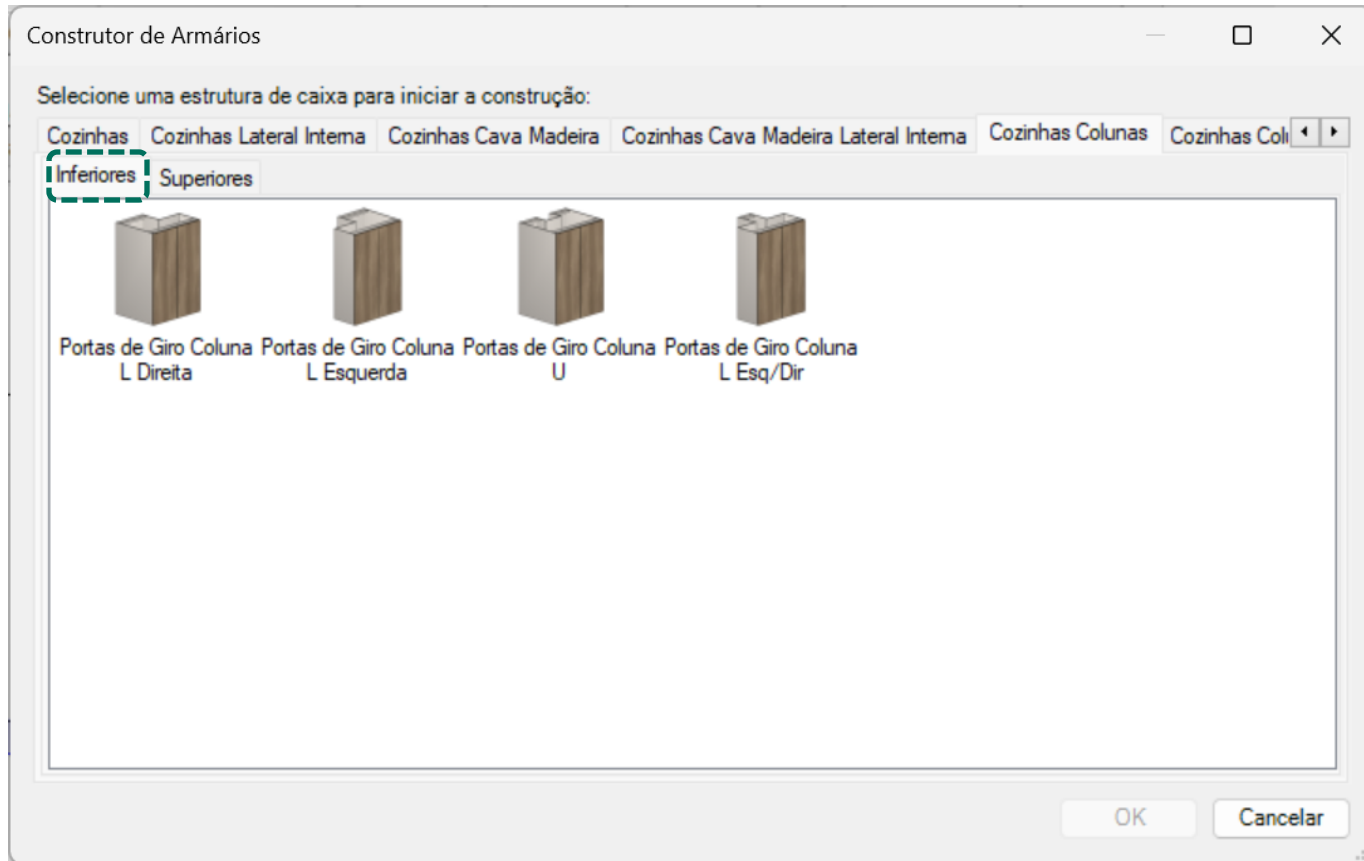 Construtor de Armários
Selecione uma estrutura de caixa para iniciar a construção:
Cozinhas Cozinhas Lateral Interna Cozinhas Cava Madeira Cozinhas Cava Madeira Lateral Interna Cozinhas Colunas Cozinhas
Inferiores Superiores
Portas de Giro Coluna Portas de Giro Coluna Portas de Giro Coluna Portas de Giro Coluna
L Direita L Esquerda U L Esq/Dir
OK Cancelar